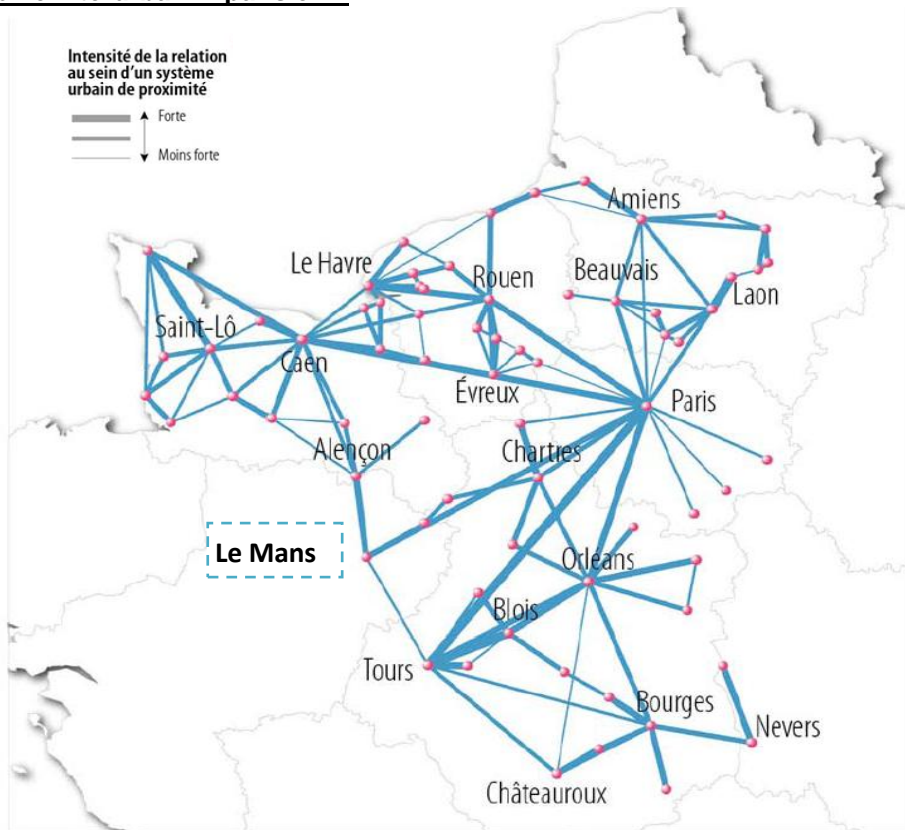 Intensité de la relation
au sein d'un système
urbain de proximité
Forte
Moins forte
Amiens
Le Havre
Rouen
Beauvais
Laon
Saint-Lô
Caen
Évreux
Paris
Alençon
Chartres
Le Mans
Orléans
Blois
Tours
Bourges
Nevers
Châteauroux